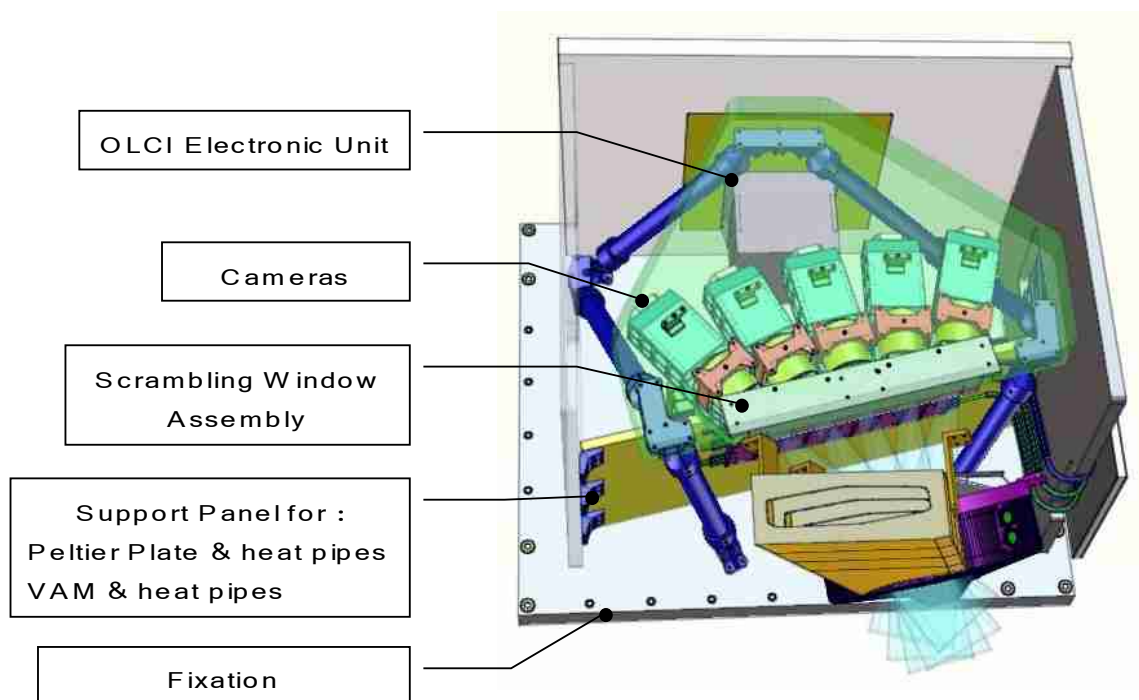 OLCI Electronic Unit
Cameras
Scrambling Window
Assembly
Support Panel for :
Peltier Plate & heat pipes
VAM & heat pipes
Fixation